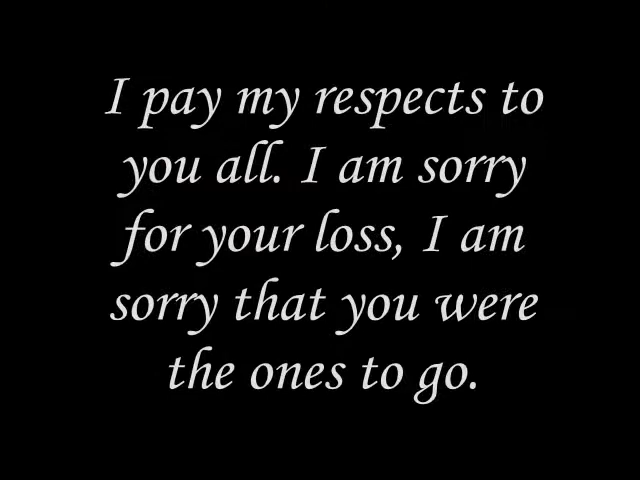 I pay my respects to
you all. I am sorry
for your loss, I am
sorry that you were
the ones to go.